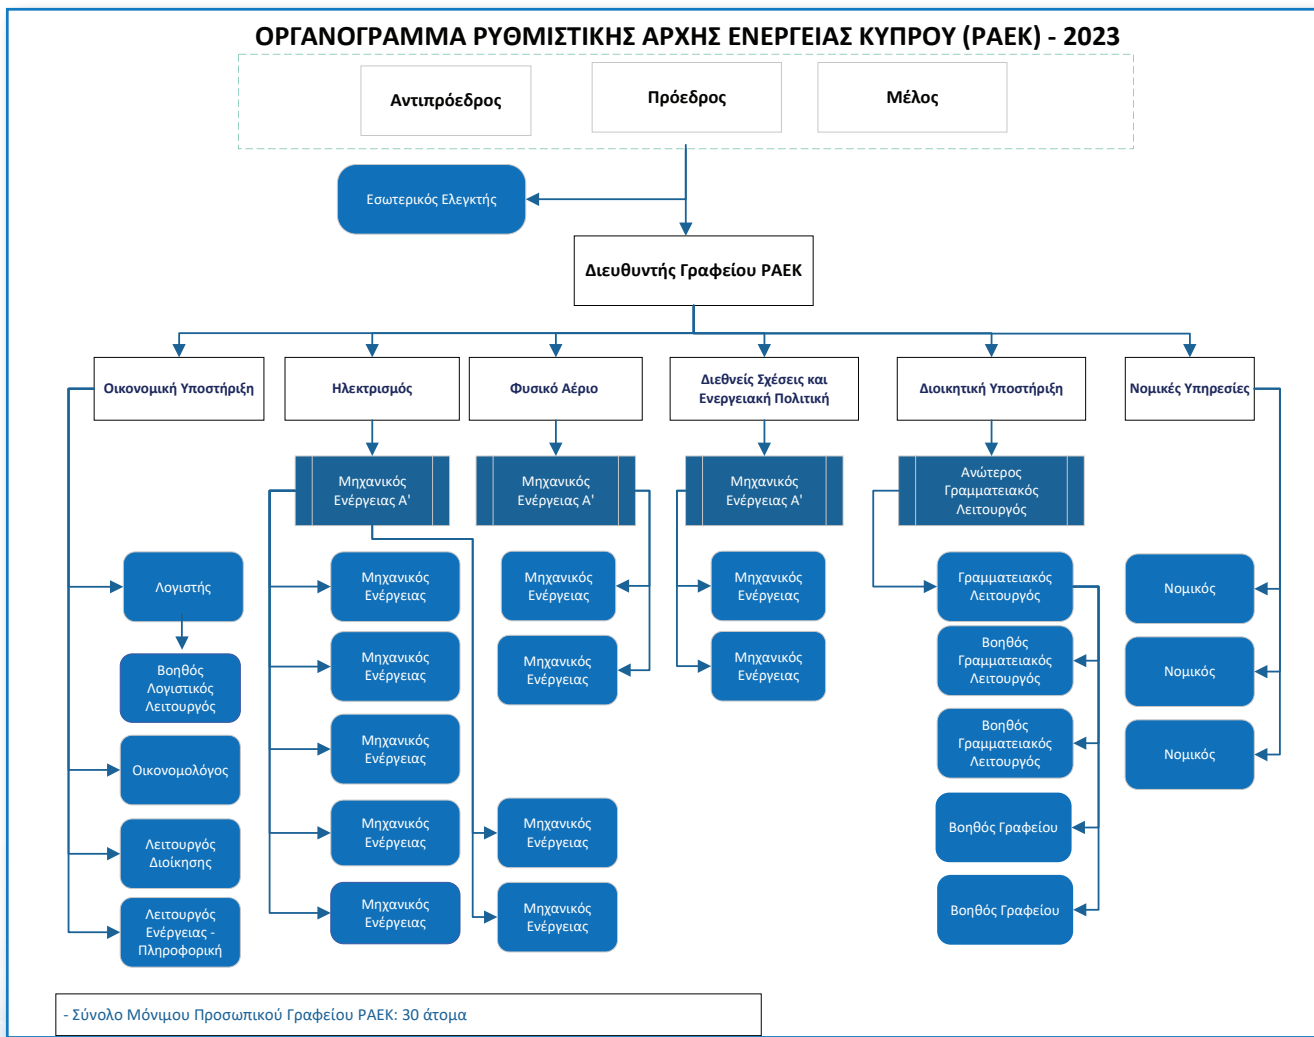 ΟΡΓΑΝΟΓΡΑΜΜΑ ΡΥΘΜΙΣΤΙΚΗΣ ΑΡΧΗΣ ΕΝΕΡΓΕΙΑΣ ΚΥΠΡΟΥ (ΡΑΕΚ) - 2023
Αντιπρόεδρος
Πρόεδρος
Μέλος
Εσωτερικός Ελεγκτής
Διευθυντής Γραφείου ΡΑΕΚ
Οικονομική Υποστήριξη
Ηλεκτρισμός
Φυσικό Αέριο
Διεθνείς Σχέσεις και
Ενεργειακή Πολιτική
Διοικητική Υποστήριξη
Νομικές Υπηρεσίες
Μηχανικός
Ενέργειας Α'
Μηχανικός
Ενέργειας Α'
Μηχανικός
Ενέργειας Α'
Ανώτερος
Γραμματειακός
Λειτουργός
Λογιστής
Μηχανικός
Ενέργειας
Μηχανικός
Ενέργειας
Μηχανικός
Ενέργειας
Γραμματειακός
Λειτουργός
Νομικός
Βοηθός
Λογιστικός
Λειτουργός
Μηχανικός
Ενέργειας
Μηχανικός
Ενέργειας
Μηχανικός
Ενέργειας
Βοηθός
Γραμματειακός
Λειτουργός
Νομικός
Οικονομολόγος
Μηχανικός
Ενέργειας
Βοηθός
Γραμματειακός
Λειτουργός
Νομικός
Λειτουργός
Διοίκησης
Μηχανικός
Ενέργειας
Μηχανικός
Ενέργειας
Βοηθός Γραφείου
Λειτουργός
Ενέργειας -
Πληροφορική
Μηχανικός
Ενέργειας
Μηχανικός
Ενέργειας
Βοηθός Γραφείου
- Σύνολο Μόνιμου Προσωπικού Γραφείου ΡΑΕΚ: 30 άτομα